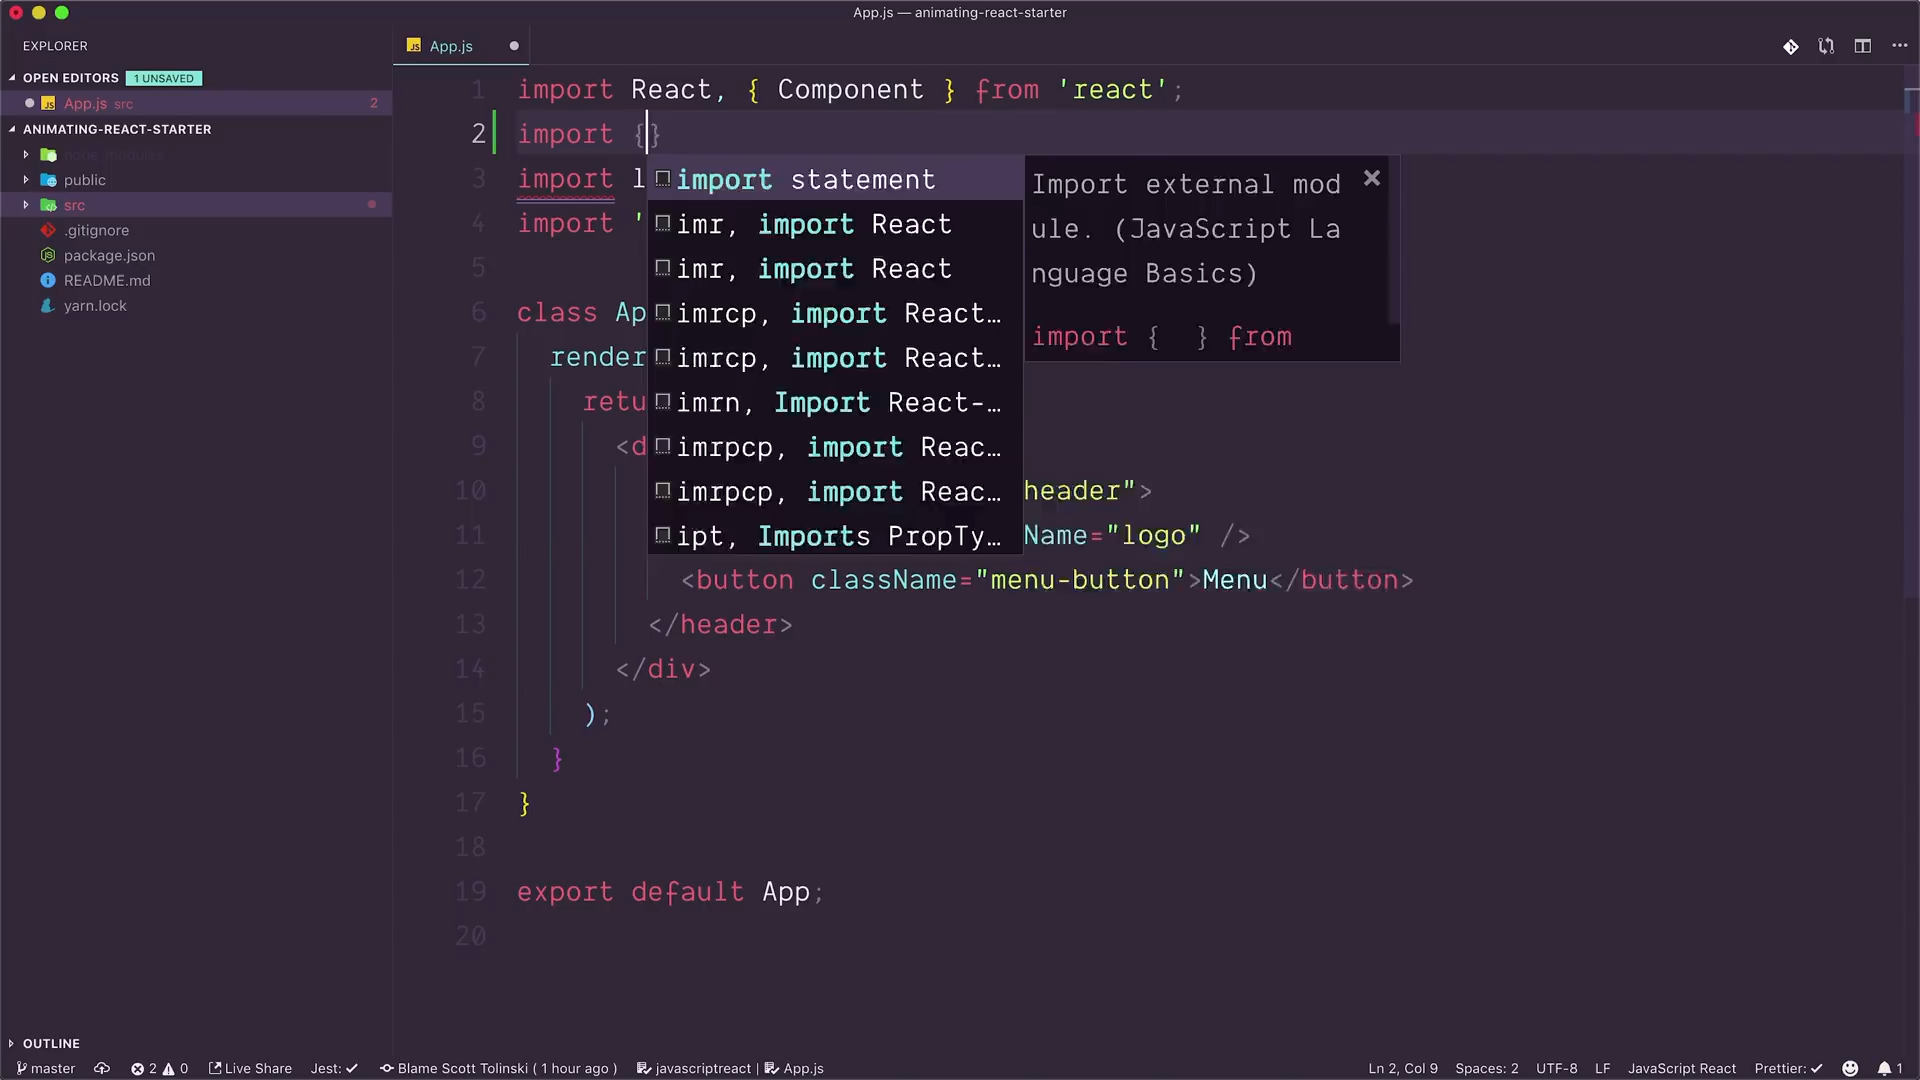 App.js — animating-react-starter
EXPLORER
OPEN EDITORS 1 UNSAVED
App.js src 2
ANIMATING-REACT-STARTER
node_modules
public
src
.gitignore
package.json
README.md
yarn.lock
OUTLINE
JS App.js
1 import React, { Component } from 'react';
2 import {}
3 import l
4 import '
5
6 class Ap
7 render
8 retu
9 <d
10 header">
11 Name="logo" />
12 <button className="menu-button">Menu</button>
13 </header>
14 </div>
15 );
16 }
17 }
18
19 export default App;
20
import statement
imr, import React
imr, import React
imrcp, import React…
imrcp, import React…
imrn, Import React-…
imrpcp, import Reac…
imrpcp, import Reac…
ipt, Imports PropTy…
Import external mod
ule. (JavaScript La
nguage Basics)
import {  } from
master 2 0 Live Share Jest: Blame Scott Tolinski ( 1 hour ago ) javascriptreact | App.js Ln 2, Col 9 Spaces: 2 UTF-8 LF JavaScript React Prettier: 1